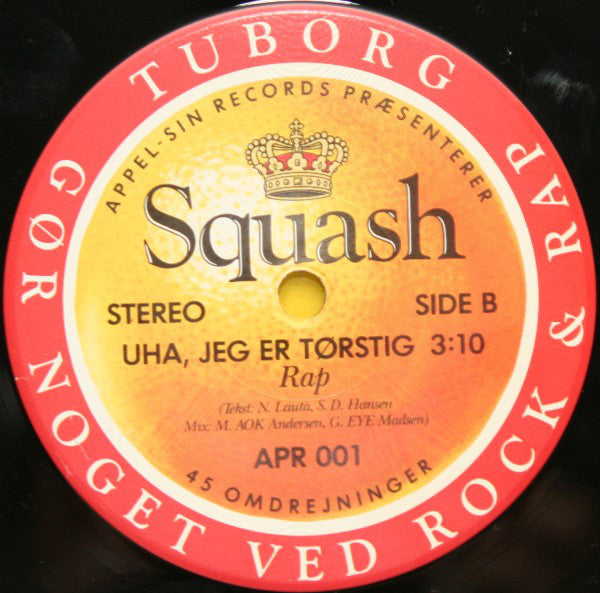 TUBORG GØR NOGET VED ROCK & RAP
APPEL-SIN RECORDS PRÆSENTERER
Squash
STEREO
SIDE B
UHA, JEG ER TØRSTIG 3:10
Rap
(Tekst: N. Lauta, S. D. Hansen
Mix: M. AOK Andersen, G. EYE Madsen)
APR 001
45 OMDREJNINGER